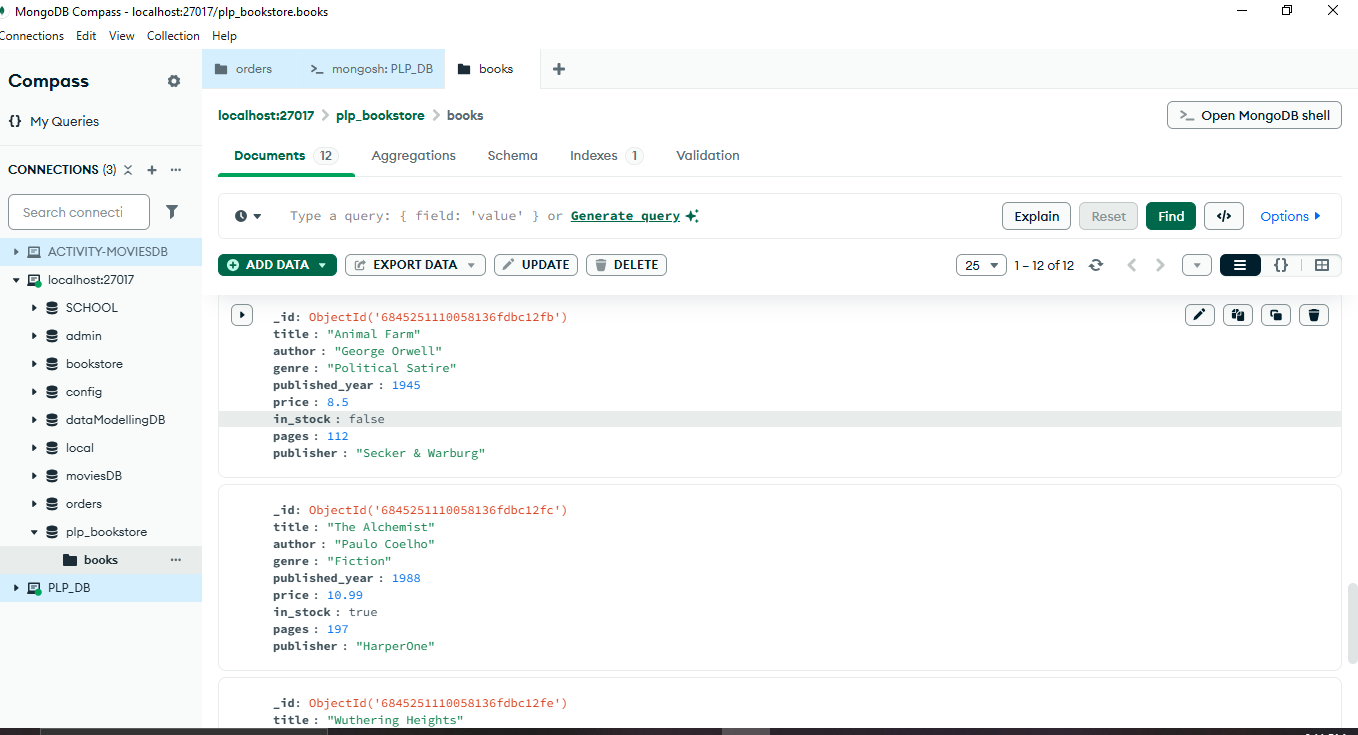 MongoDB Compass - localhost:27017/plp_bookstore.books
Connections Edit View Collection Help
Compass
My Queries
CONNECTIONS (3)
Search connecti
ACTIVITY-MOVIESDB
localhost:27017
SCHOOL
admin
bookstore
config
dataModellingDB
local
moviesDB
orders
plp_bookstore
books
PLP_DB
orders
mongosh: PLP_DB
books
localhost:27017 > plp_bookstore > books
Open MongoDB shell
Documents 12 Aggregations Schema Indexes 1 Validation
Type a query: { field: 'value' } or Generate query
Explain Reset Find </> Options
ADD DATA EXPORT DATA UPDATE DELETE
25 1 – 12 of 12
_id: ObjectId('6845251110058136fdbc12fb')
title : "Animal Farm"
author : "George Orwell"
genre : "Political Satire"
published_year : 1945
price : 8.5
in_stock : false
pages : 112
publisher : "Secker & Warburg"
_id: ObjectId('6845251110058136fdbc12fc')
title : "The Alchemist"
author : "Paulo Coelho"
genre : "Fiction"
published_year : 1988
price : 10.99
in_stock : true
pages : 197
publisher : "HarperOne"
_id: ObjectId('6845251110058136fdbc12fe')
title : "Wuthering Heights"